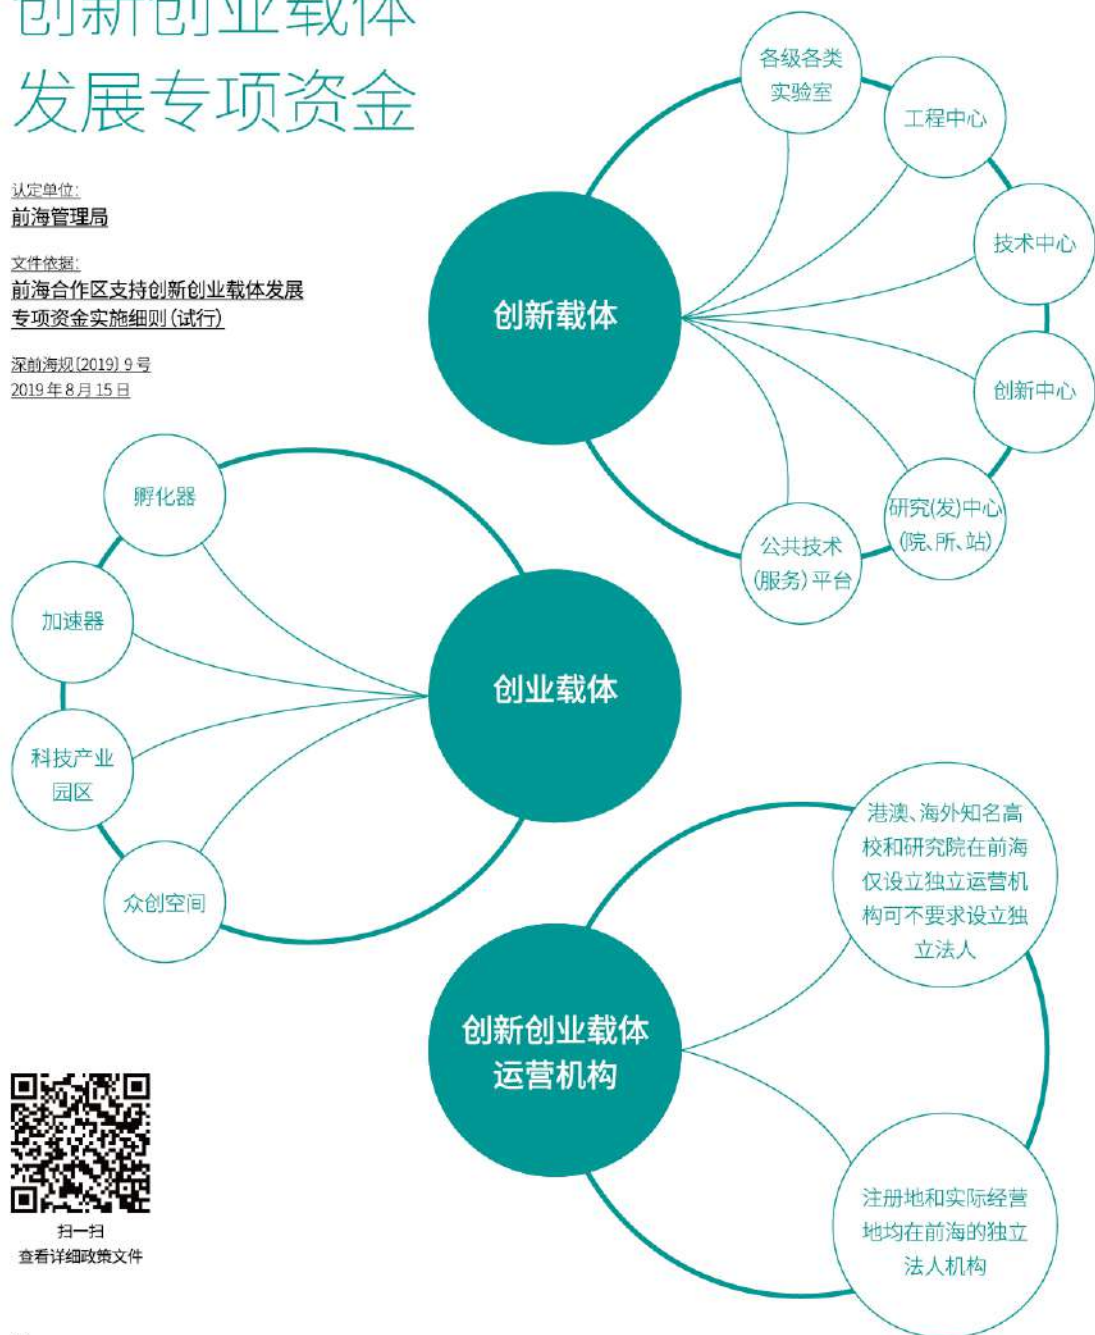 创新创业载体
发展专项资金
认定单位:
前海管理局
文件依据:
前海合作区支持创新创业载体发展
专项资金实施细则(试行)
深前海规〔2019〕9号
2019年8月15日
创新载体
各级各类
实验室
工程中心
技术中心
创新中心
研究(发)中心
(院、所、站)
公共技术
(服务)平台
创业载体
孵化器
加速器
科技产业
园区
众创空间
创新创业载体
运营机构
港澳、海外知名高
校和研究院在前海
仅设立独立运营机
构可不要求设立独
立法人
注册地和实际经营
地均在前海的独立
法人机构
扫一扫
查看详细政策文件